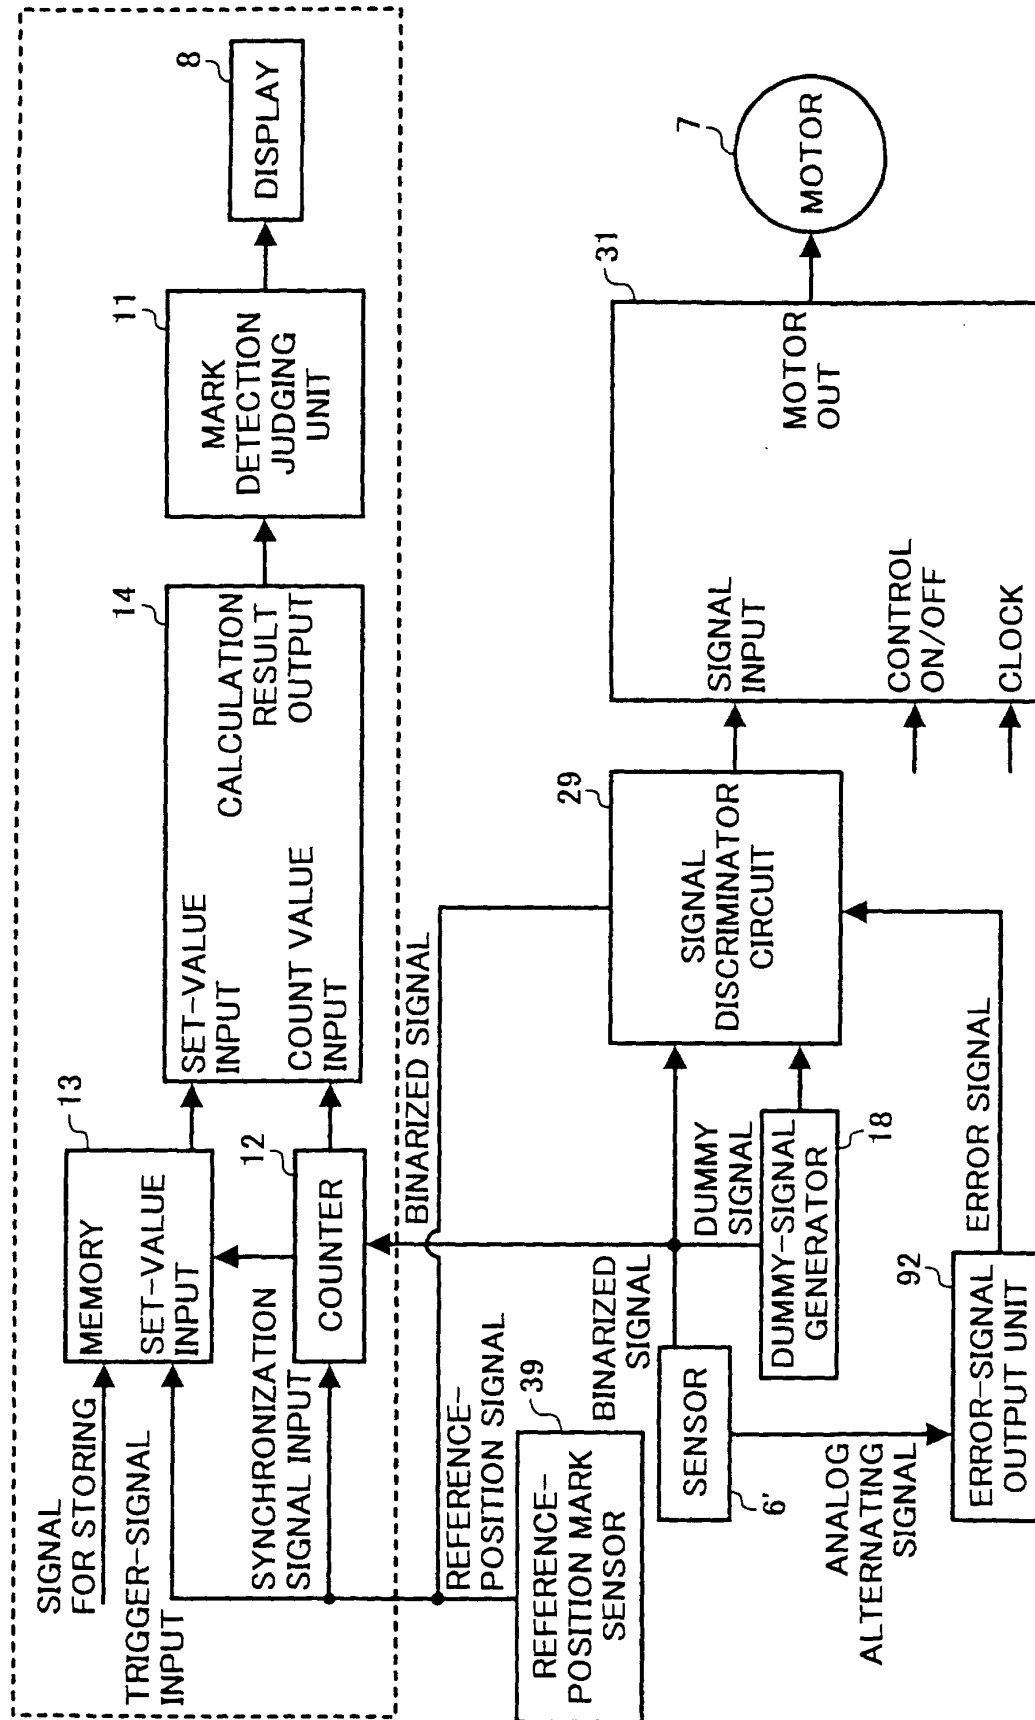 SIGNAL
FOR STORING
TRIGGER-SIGNAL
INPUT
MEMORY
SET-VALUE
INPUT
13
SYNCHRONIZATION
SIGNAL INPUT
COUNTER
12
SET-VALUE
INPUT
COUNT VALUE
INPUT
CALCULATION
RESULT
OUTPUT
14
MARK
DETECTION
JUDGING
UNIT
11
DISPLAY
8
REFERENCE-
POSITION SIGNAL
BINARIZED SIGNAL
REFERENCE-
POSITION MARK
SENSOR
39
BINARIZED
SIGNAL
SENSOR
6'
DUMMY
SIGNAL
DUMMY-SIGNAL
GENERATOR
18
SIGNAL
DISCRIMINATOR
CIRCUIT
29
SIGNAL
INPUT
CONTROL
ON/OFF
CLOCK
MOTOR
OUT
31
MOTOR
7
ANALOG
ALTERNATING
SIGNAL
ERROR-SIGNAL
OUTPUT UNIT
92
ERROR SIGNAL